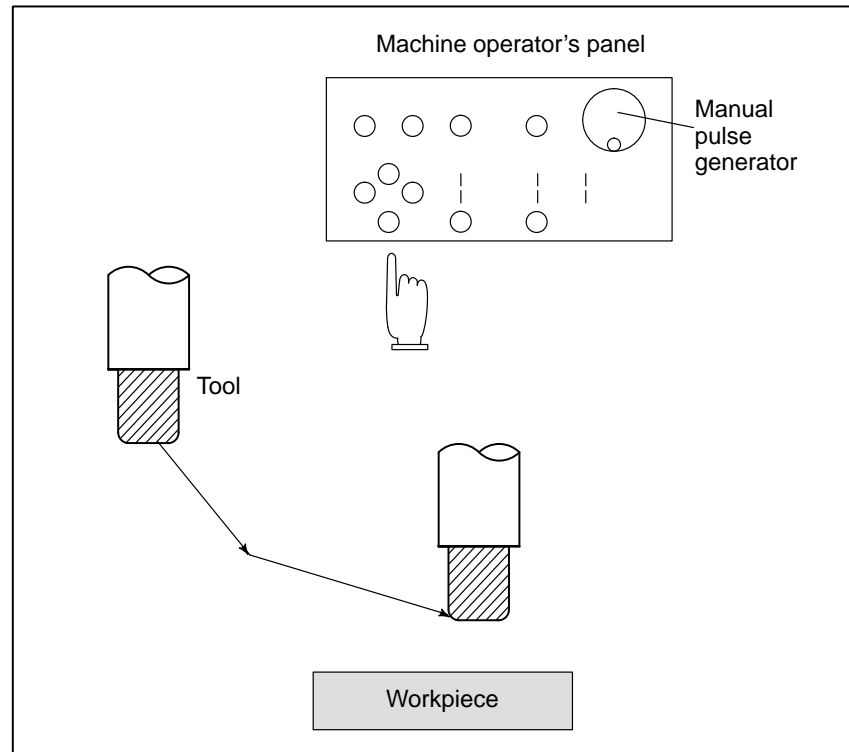 Machine operator’s panel
Manual
pulse
generator
Tool
Workpiece